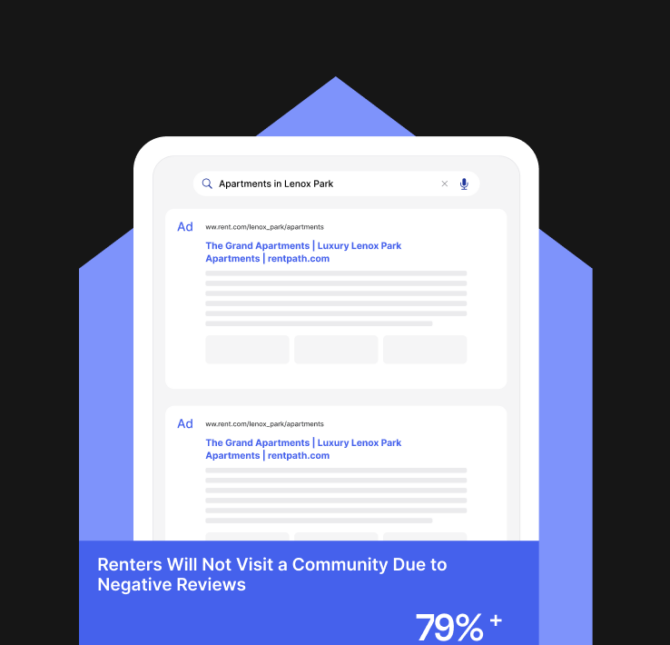 Apartments in Lenox Park
Ad
ww.rent.com/lenox_park/apartments
The Grand Apartments | Luxury Lenox Park
Apartments | rentpath.com
Ad
ww.rent.com/lenox_park/apartments
The Grand Apartments | Luxury Lenox Park
Apartments | rentpath.com
Renters Will Not Visit a Community Due to
Negative Reviews
79%+